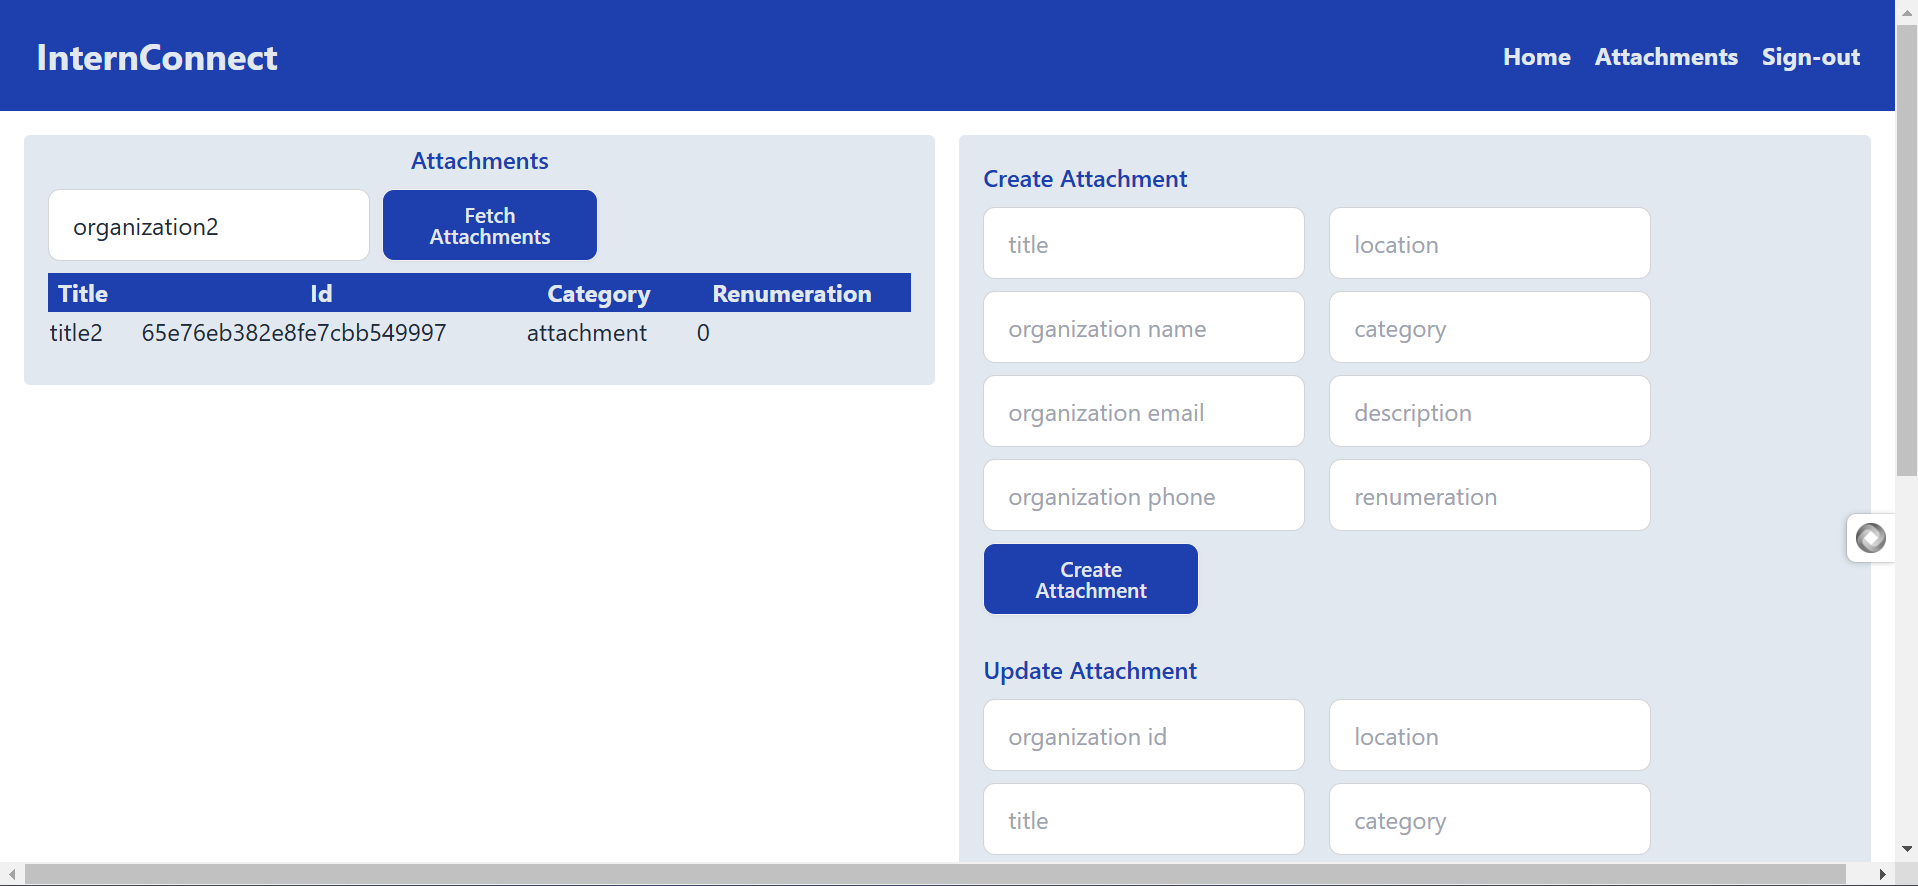 InternConnect
Home Attachments Sign-out
Attachments
organization2
Fetch
Attachments
Title Id Category Renumeration
title2 65e76eb382e8fe7cbb549997 attachment 0
Create Attachment
title location
organization name category
organization email description
organization phone renumeration
Create
Attachment
Update Attachment
organization id location
title category